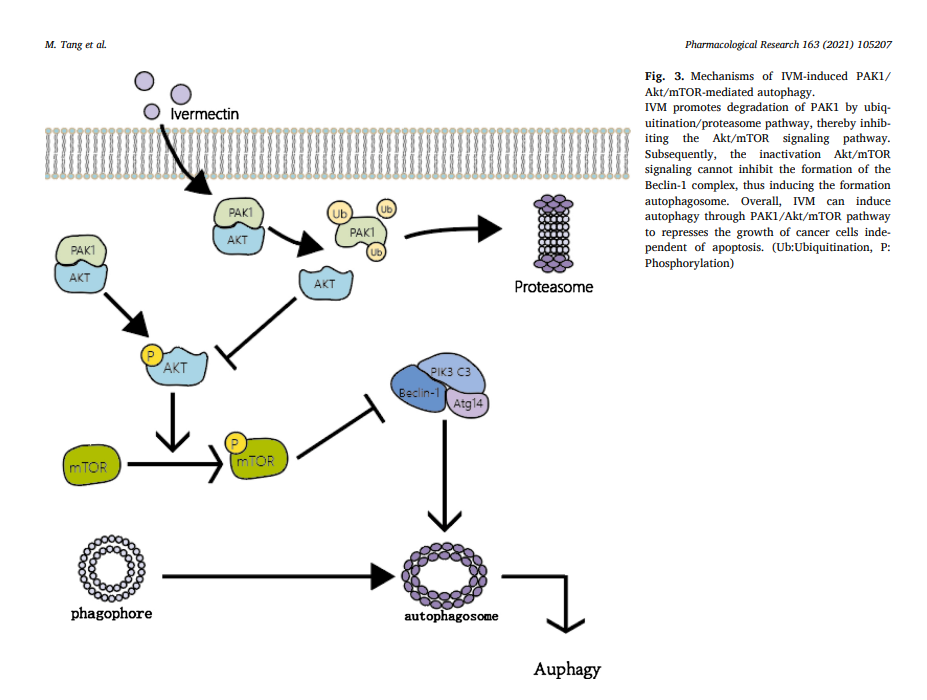 M. Tang et al.
Pharmacological Research 163 (2021) 105207
Ivermectin
PAK1
AKT
Ub
Ub
PAK1
Ub
AKT
Proteasome
PAK1
AKT
P
AKT
PIK3 C3
Beclin-1
Atg14
mTOR
P
mTOR
phagophore
autophagosome
Auphagy
Fig. 3. Mechanisms of IVM-induced PAK1/
Akt/mTOR-mediated autophagy.
IVM promotes degradation of PAK1 by ubiq-
uitination/proteasome pathway, thereby inhib-
iting the Akt/mTOR signaling pathway.
Subsequently, the inactivation Akt/mTOR
signaling cannot inhibit the formation of the
Beclin-1 complex, thus inducing the formation
autophagosome. Overall, IVM can induce
autophagy through PAK1/Akt/mTOR pathway
to represses the growth of cancer cells inde-
pendent of apoptosis. (Ub:Ubiquitination, P:
Phosphorylation)